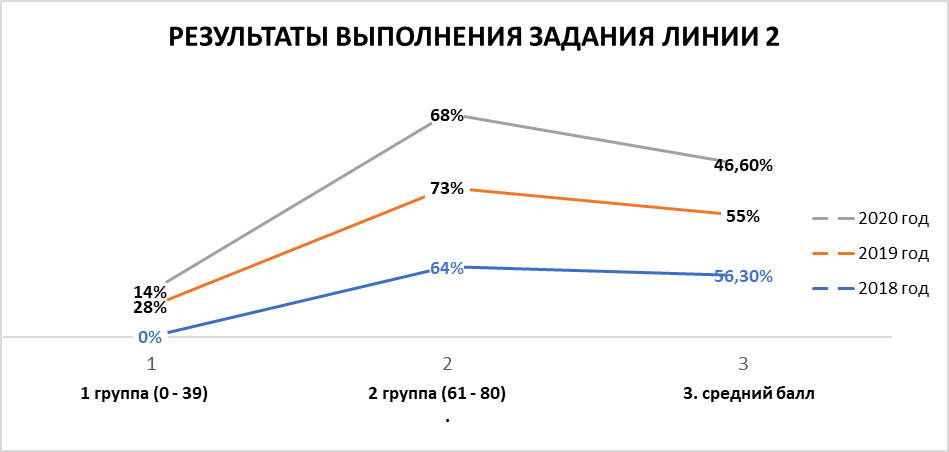 РЕЗУЛЬТАТЫ ВЫПОЛНЕНИЯ ЗАДАНИЯ ЛИНИИ 2
68%
46,60%
73%
55%
14%
28%
64%
56,30%
0%
2020 год
2019 год
2018 год
1
2
3
1 группа (0 - 39)
2 группа (61 - 80)
3. средний балл
.